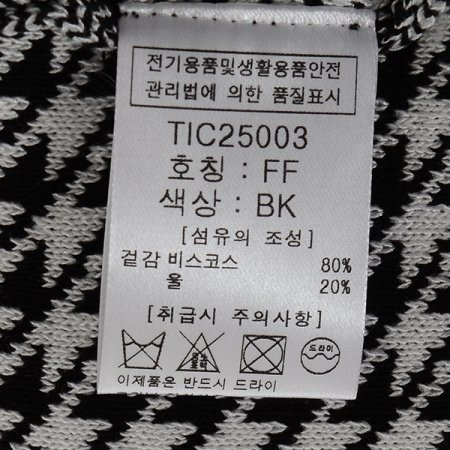 전기용품및생활용품안전
관리법에 의한 품질표시
TIC25003
호칭 : FF
색상 : BK
[섬유의 조성]
겉감 비스코스 80%
울 20%
[취급시 주의사항]
드라이
이제품은 반드시 드라이